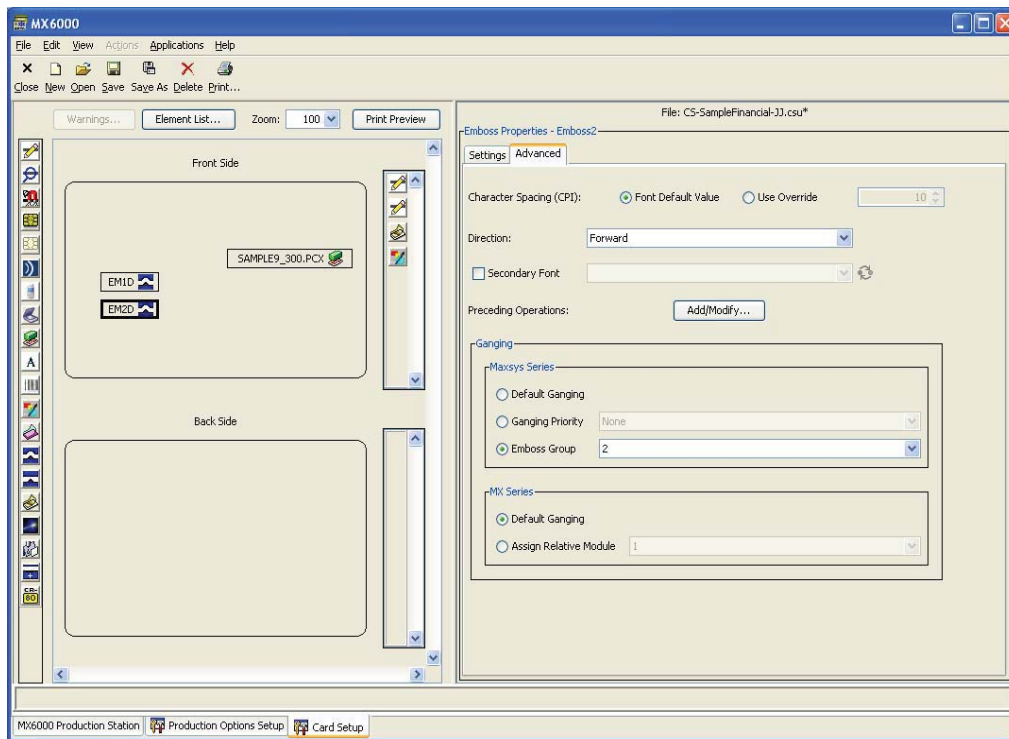 MX6000
File Edit View Actions Applications Help
Close New Open Save Save As Delete Print...
Warnings... Element List... Zoom: 100 Print Preview
Front Side
SAMPLE9_300.PCX
EM1D
EM2D
Back Side
A
CR-
80
File: CS-SampleFinancial-JJ.csu*
Emboss Properties - Emboss2
Settings Advanced
Character Spacing (CPI): Font Default Value Use Override 10
Direction: Forward
Secondary Font
Preceding Operations: Add/Modify...
Ganging
Maxsys Series
Default Ganging
Ganging Priority None
Emboss Group 2
MX Series
Default Ganging
Assign Relative Module 1
MX6000 Production Station Production Options Setup Card Setup